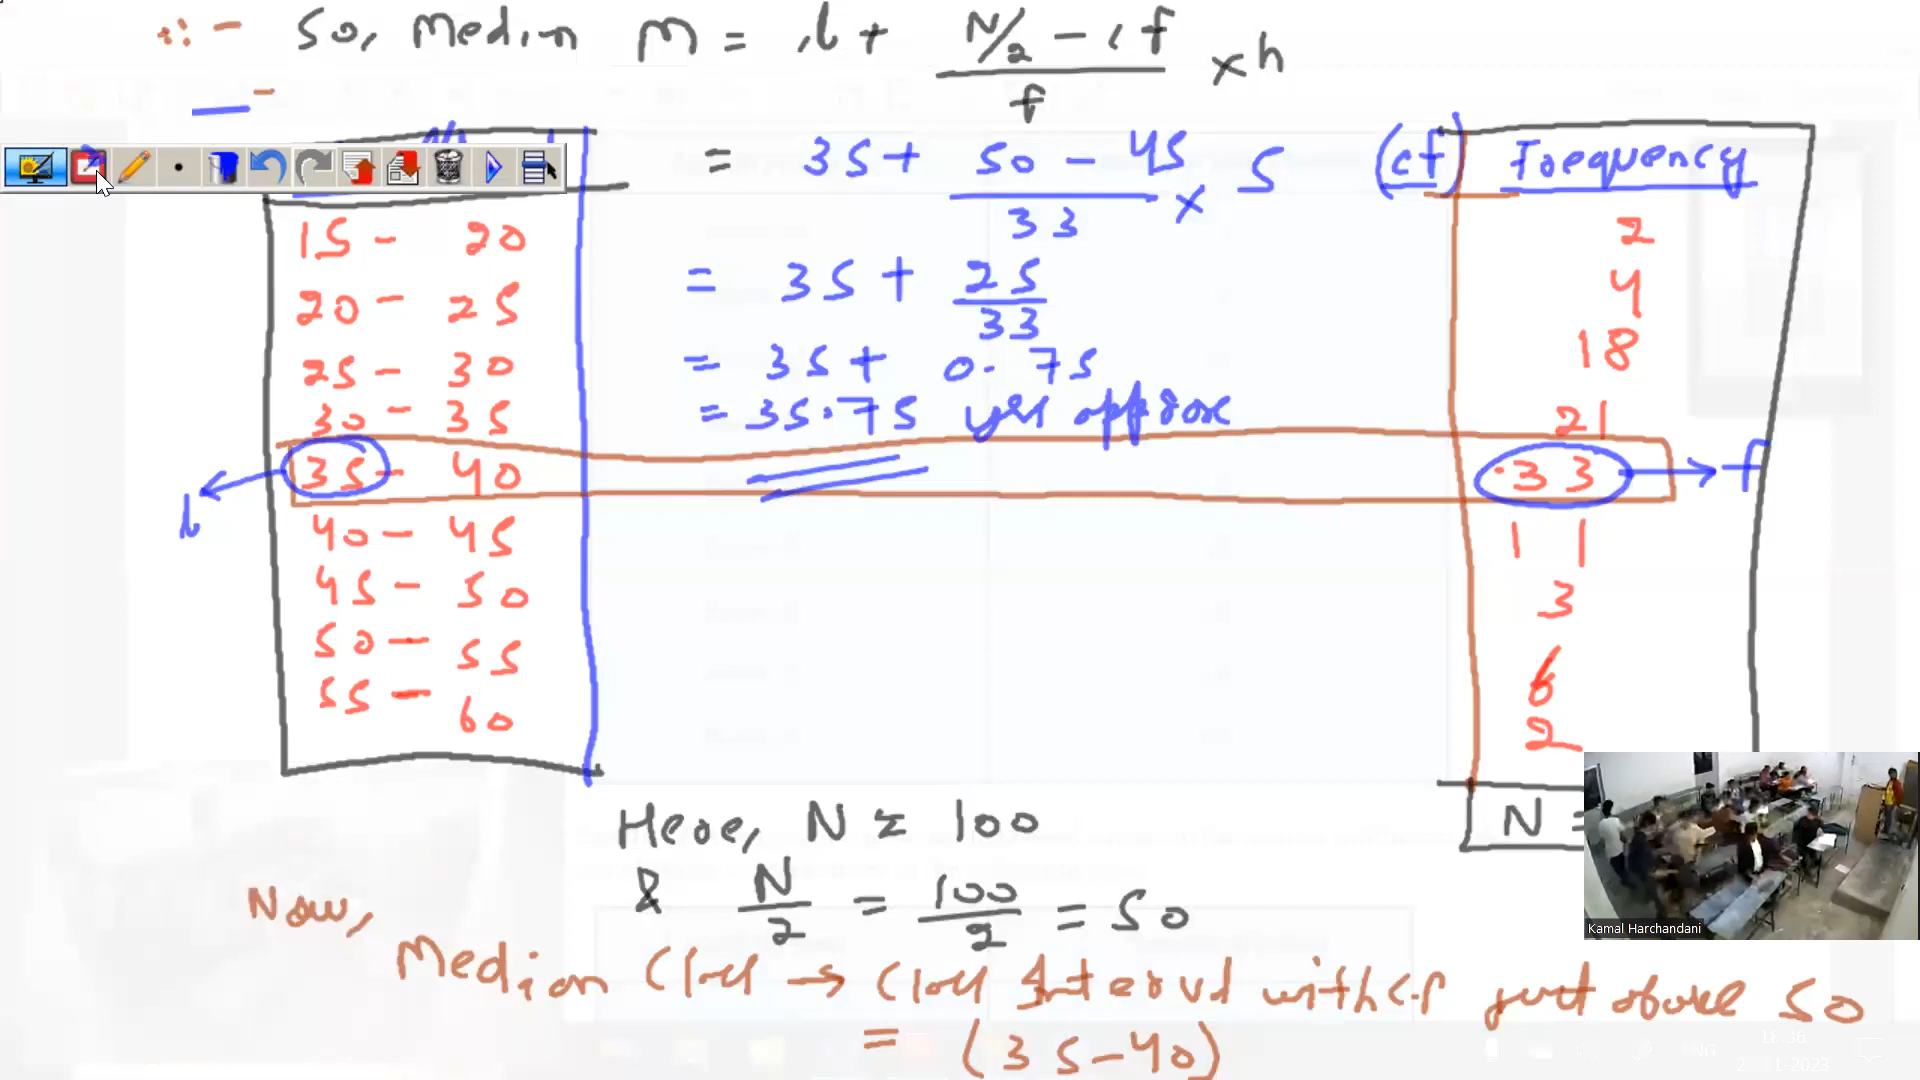 ∴ - So, Median M = l + (N/2 - cf)/f × h
= 35 + (50 - 45)/33 × 5
(cf) Frequency
15 - 20 2
= 35 + 25/33
20 - 25 4
25 - 30 18
= 35 + 0.75
30 - 35 21
= 35.75 yrs approx
l 35 - 40 33 f
40 - 45 11
45 - 50 3
50 - 55 6
55 - 60 2
Here, N = 100
N =
& N/2 = 100/2 = 50
Now,
Kamal Harchandani
Median Class → Class Interval with c.f just above 50
= (35-40)